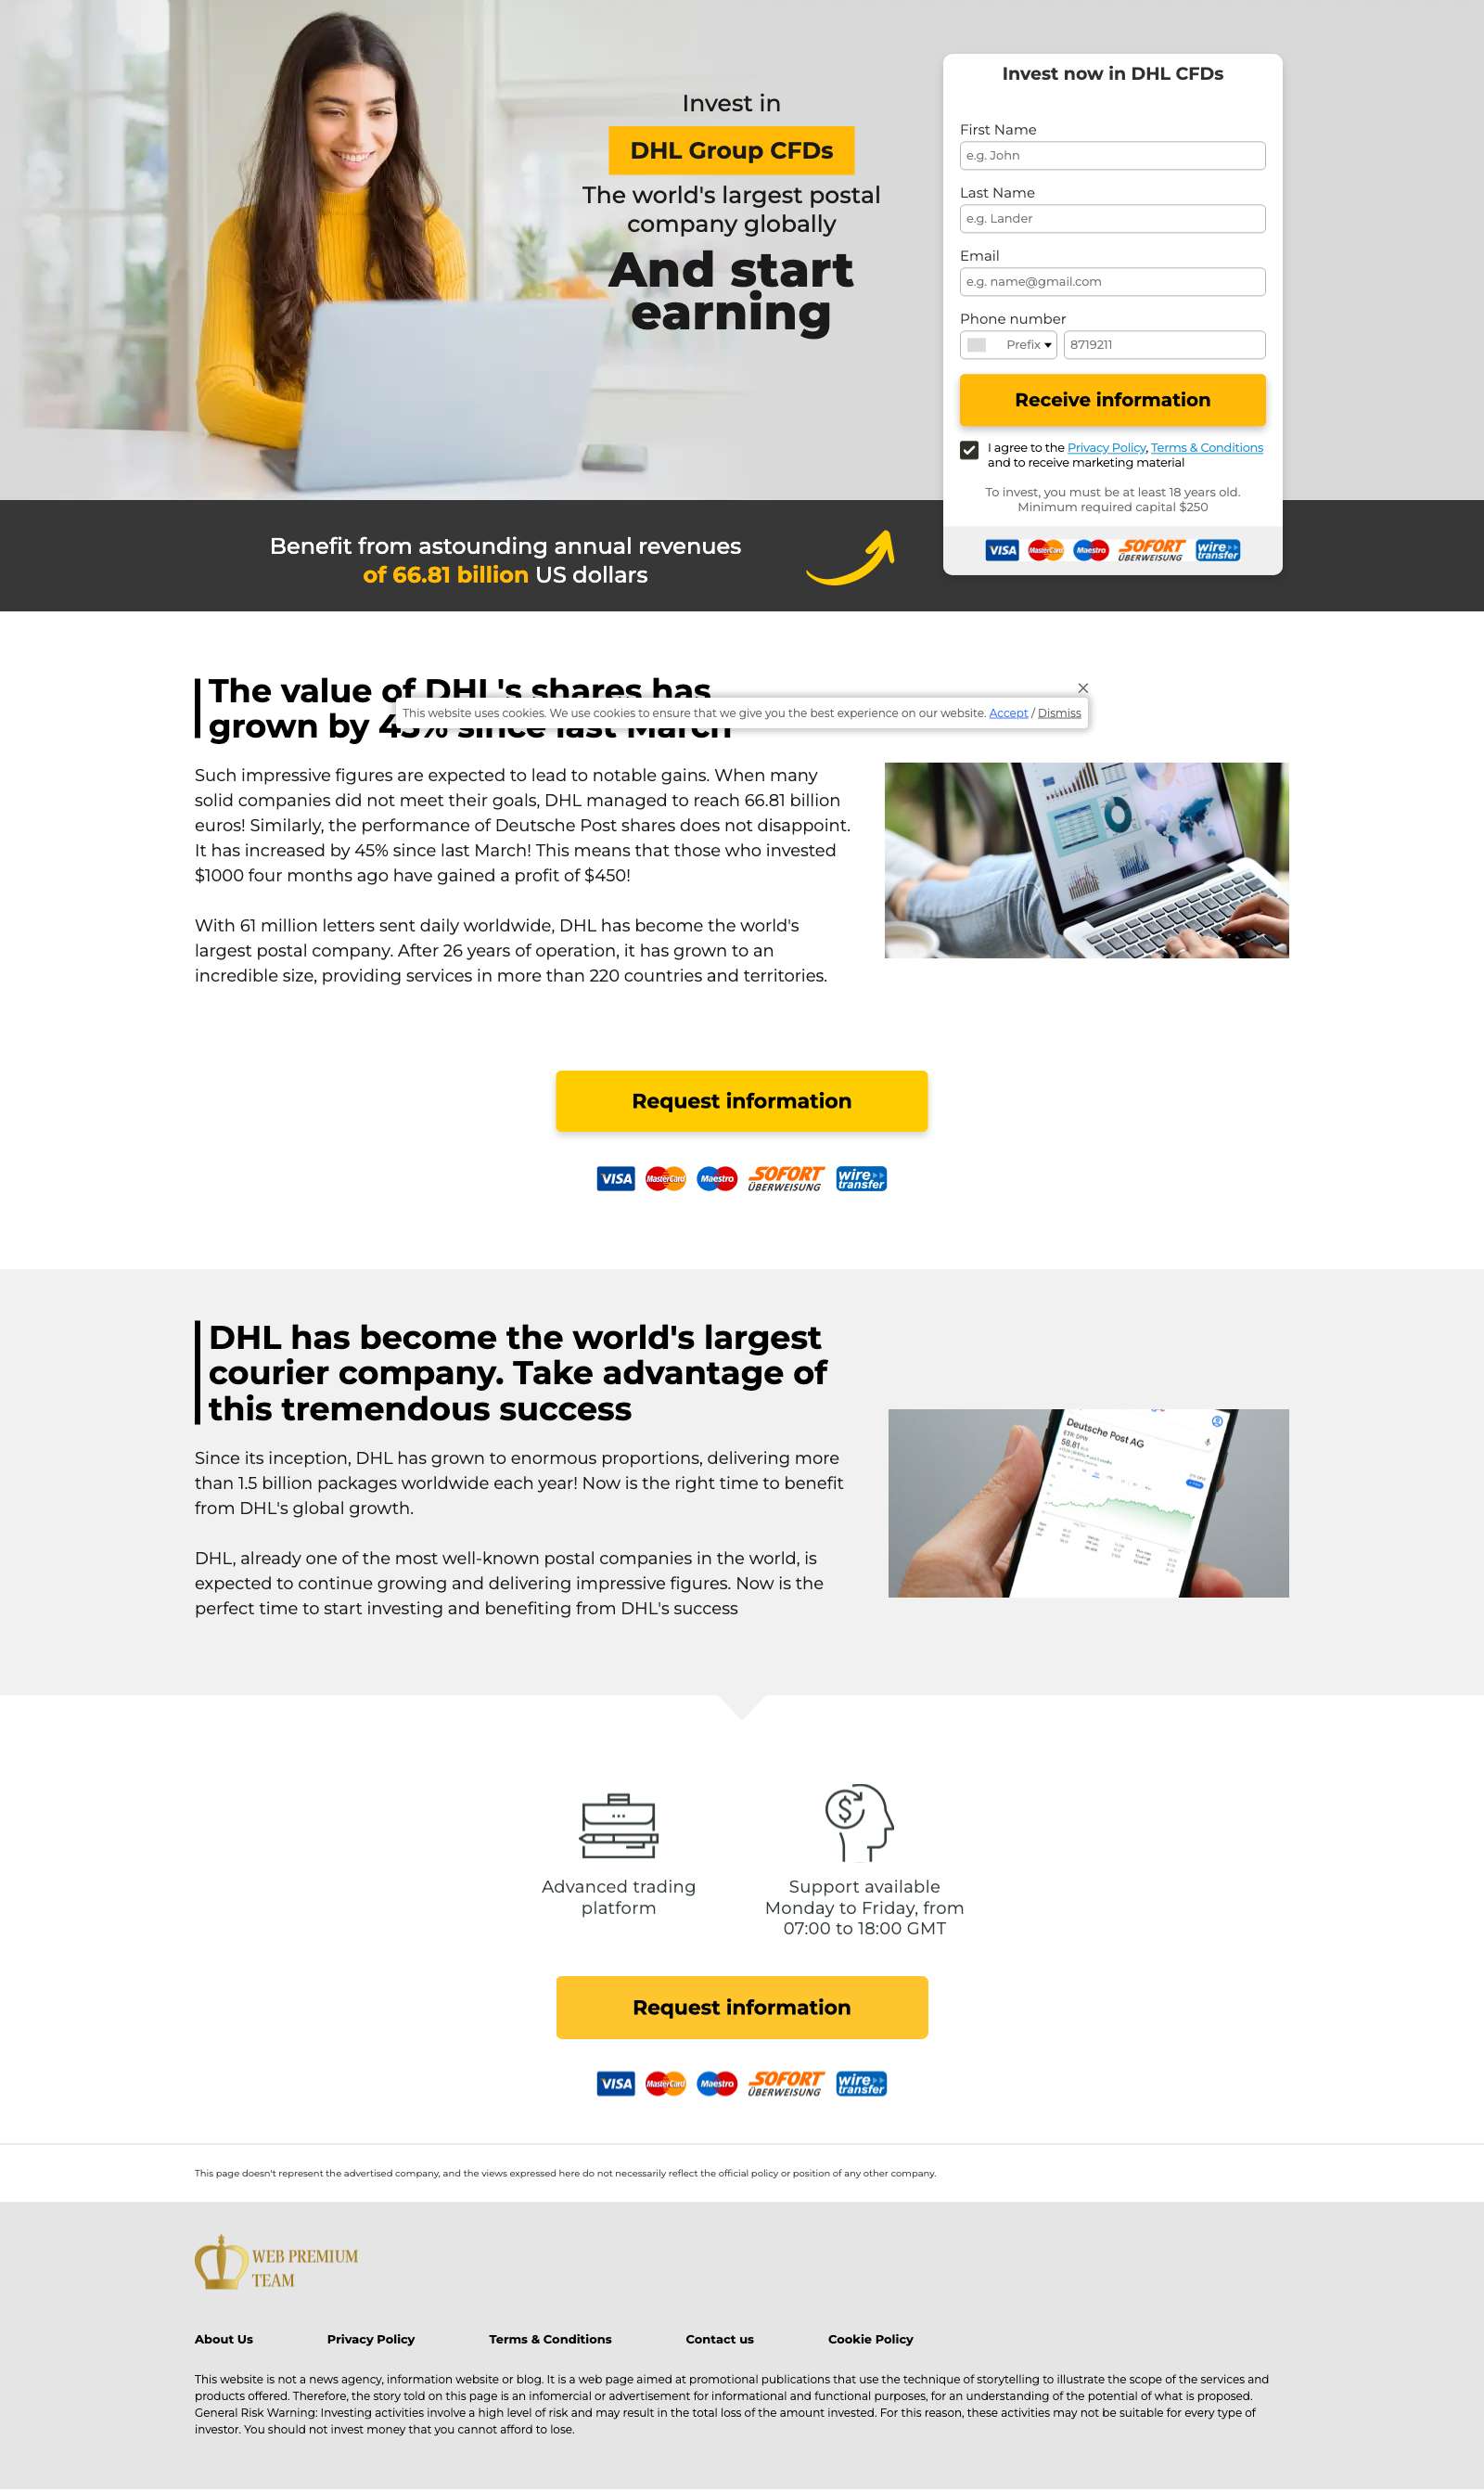 Invest in
DHL Group CFDs
The world's largest postal
company globally
And start
earning
Invest now in DHL CFDs
First Name
e.g. John
Last Name
e.g. Lander
Email
e.g. name@gmail.com
Phone number
Prefix 8719211
Receive information
I agree to the Privacy Policy, Terms & Conditions
and to receive marketing material
To invest, you must be at least 18 years old.
Minimum required capital $250
VISA MasterCard Maestro SOFORT ÜBERWEISUNG wire transfer
Benefit from astounding annual revenues
of 66.81 billion US dollars
The value of DHL's shares has
grown by 45% since last March
This website uses cookies. We use cookies to ensure that we give you the best experience on our website. Accept / Dismiss
Such impressive figures are expected to lead to notable gains. When many
solid companies did not meet their goals, DHL managed to reach 66.81 billion
euros! Similarly, the performance of Deutsche Post shares does not disappoint.
It has increased by 45% since last March! This means that those who invested
$1000 four months ago have gained a profit of $450!
With 61 million letters sent daily worldwide, DHL has become the world's
largest postal company. After 26 years of operation, it has grown to an
incredible size, providing services in more than 220 countries and territories.
Request information
VISA MasterCard Maestro SOFORT ÜBERWEISUNG wire transfer
DHL has become the world's largest
courier company. Take advantage of
this tremendous success
Since its inception, DHL has grown to enormous proportions, delivering more
than 1.5 billion packages worldwide each year! Now is the right time to benefit
from DHL's global growth.
DHL, already one of the most well-known postal companies in the world, is
expected to continue growing and delivering impressive figures. Now is the
perfect time to start investing and benefiting from DHL's success
Deutsche Post AG
ETR: DPW
58.81
Advanced trading
platform
Support available
Monday to Friday, from
07:00 to 18:00 GMT
Request information
VISA MasterCard Maestro SOFORT ÜBERWEISUNG wire transfer
This page doesn't represent the advertised company, and the views expressed here do not necessarily reflect the official policy or position of any other company.
WEB PREMIUM
TEAM
About Us Privacy Policy Terms & Conditions Contact us Cookie Policy
This website is not a news agency, information website or blog. It is a web page aimed at promotional publications that use the technique of storytelling to illustrate the scope of the services and
products offered. Therefore, the story told on this page is an infomercial or advertisement for informational and functional purposes, for an understanding of the potential of what is proposed.
General Risk Warning: Investing activities involve a high level of risk and may result in the total loss of the amount invested. For this reason, these activities may not be suitable for every type of
investor. You should not invest money that you cannot afford to lose.